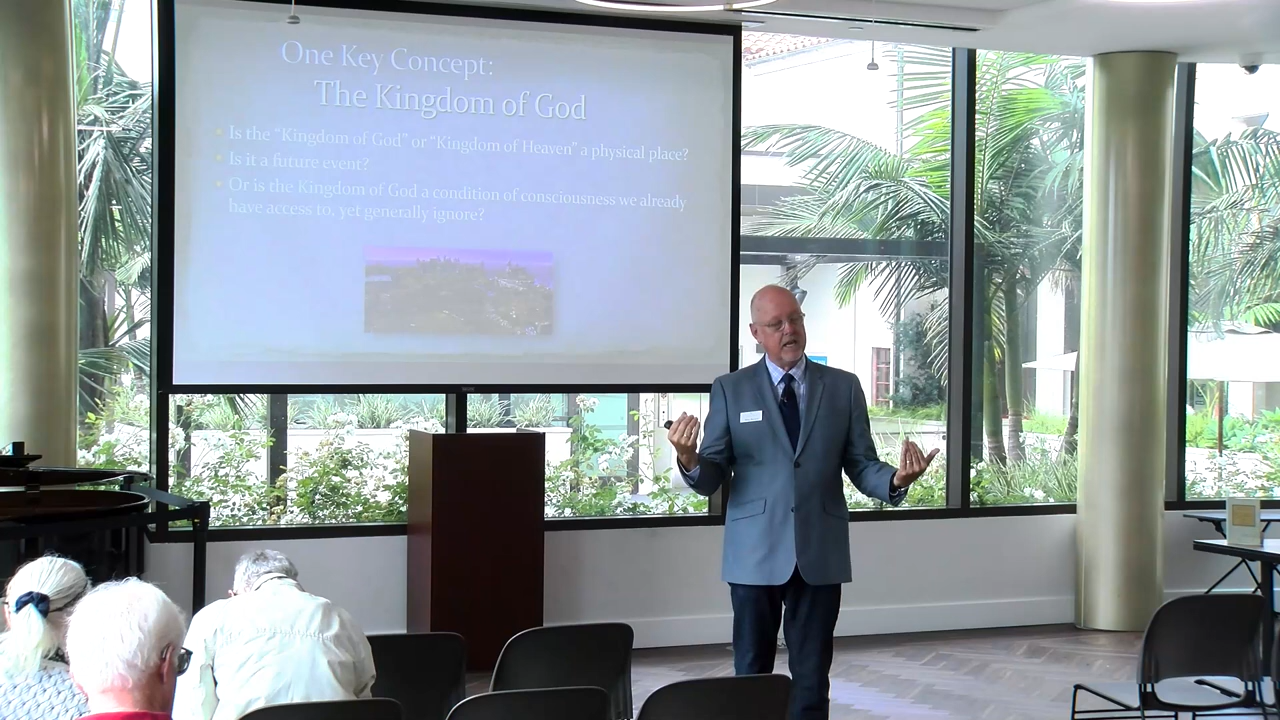 One Key Concept:
The Kingdom of God
Is the "Kingdom of God" or "Kingdom of Heaven" a physical place?
Is it a future event?
Or is the Kingdom of God a condition of consciousness we already
have access to, yet generally ignore?